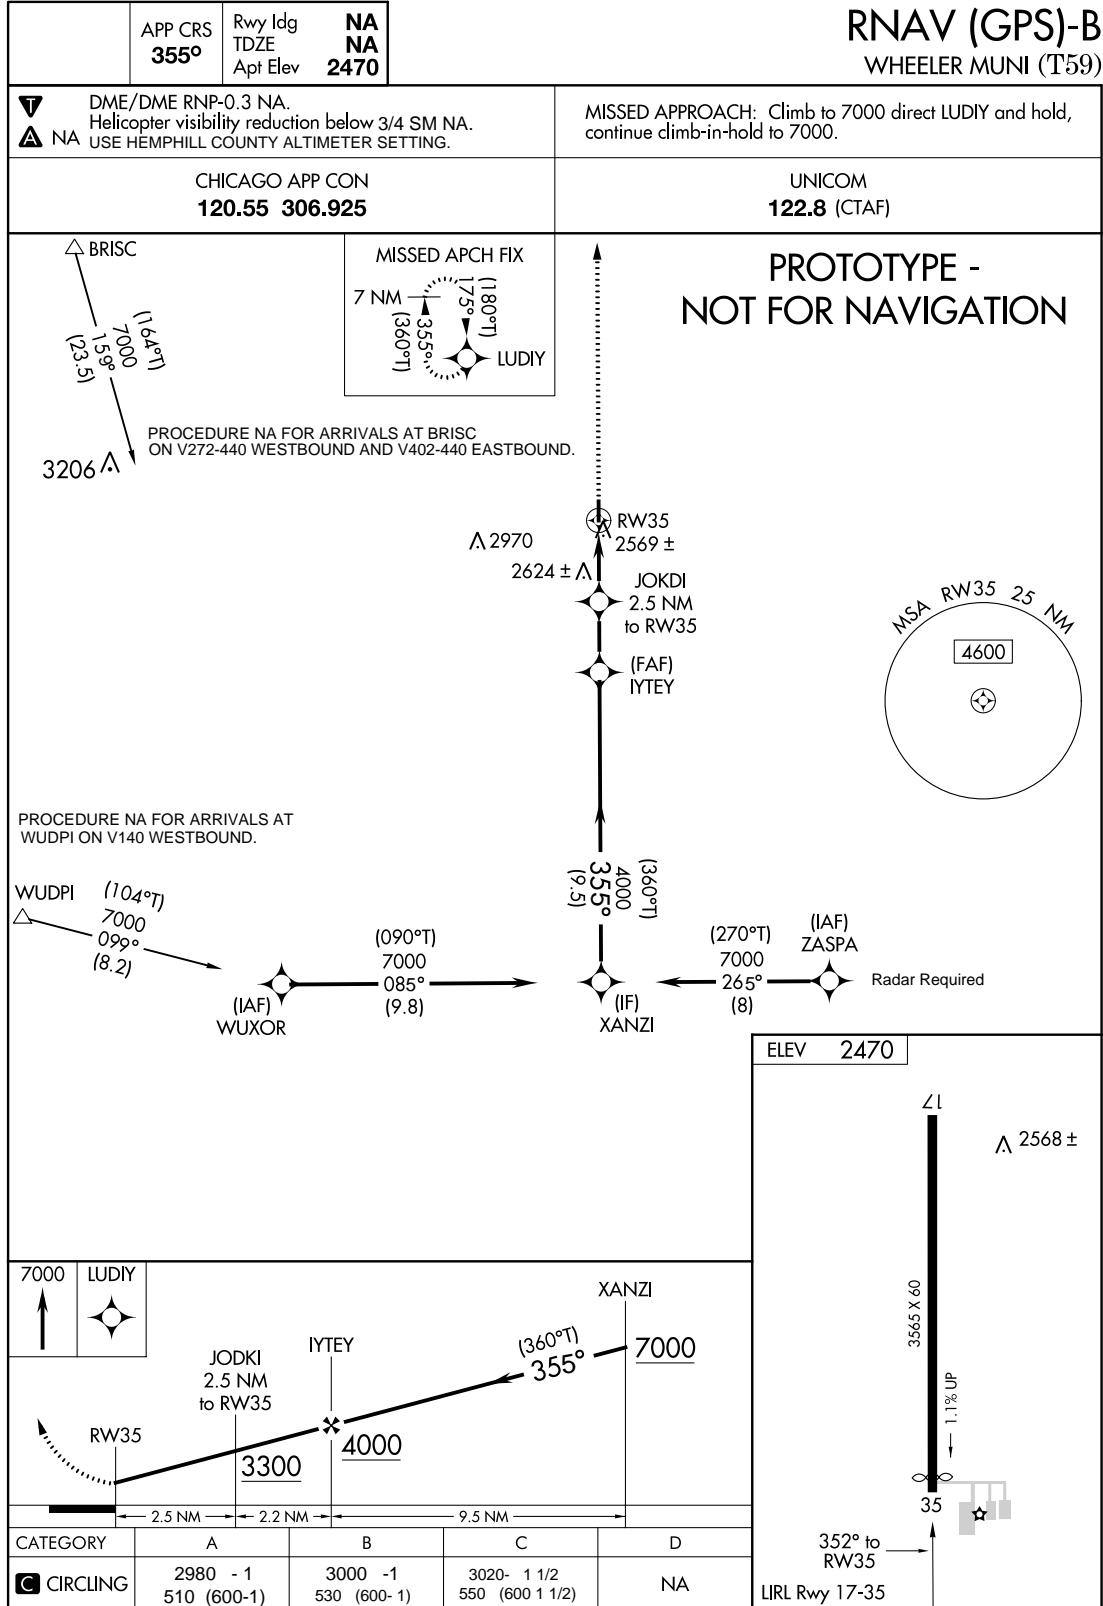 APP CRS
355°
Rwy Idg NA
TDZE NA
Apt Elev 2470
RNAV (GPS)-B
WHEELER MUNI (T59)
T
A NA
DME/DME RNP-0.3 NA.
Helicopter visibility reduction below 3/4 SM NA.
USE HEMPHILL COUNTY ALTIMETER SETTING.
MISSED APPROACH: Climb to 7000 direct LUDIY and hold,
continue climb-in-hold to 7000.
CHICAGO APP CON
120.55 306.925
UNICOM
122.8 (CTAF)
BRISC
(164°T)
7000
159°
(23.5)
MISSED APCH FIX
7 NM
(180°T)
175°
355°
(360°T)
LUDIY
PROTOTYPE -
NOT FOR NAVIGATION
PROCEDURE NA FOR ARRIVALS AT BRISC
ON V272-440 WESTBOUND AND V402-440 EASTBOUND.
3206
RW35
2569 ±
2970
2624 ±
JOKDI
2.5 NM
to RW35
(FAF)
IYTEY
MSA RW35 25 NM
4600
PROCEDURE NA FOR ARRIVALS AT
WUDPI ON V140 WESTBOUND.
WUDPI
(104°T)
7000
099°
(8.2)
(360°T)
4000
355°
(9.5)
(090°T)
7000
085°
(9.8)
(IAF)
WUXOR
(270°T)
7000
265°
(8)
(IAF)
ZASPA
Radar Required
(IF)
XANZI
ELEV 2470
17
2568 ±
3565 X 60
1.1% UP
35
352° to
RW35
LIRL Rwy 17-35
7000
LUDIY
XANZI
IYTEY
(360°T)
355°
7000
JODKI
2.5 NM
to RW35
RW35
4000
3300
2.5 NM
2.2 NM
9.5 NM
CATEGORY A B C D
C CIRCLING
2980 - 1
510 (600-1)
3000 -1
530 (600- 1)
3020- 1 1/2
550 (600 1 1/2)
NA